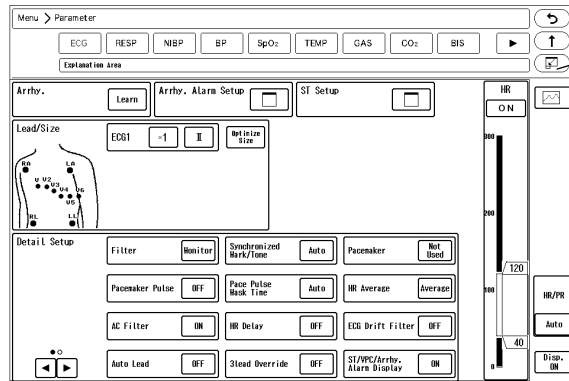 Menu > Parameter
ECG RESP NIBP BP SpO2 TEMP GAS CO2 BIS
Explanation Area
Arrhy.
Learn
Arrhy. Alarm Setup
ST Setup
HR
ON
Lead/Size
ECG1 ×1 Ⅱ
Optimize
Size
RA LA
V V2
V3
V4 V6
V5
RL LL
300
200
120
100
40
0
HR/PR
Auto
Disp.
ON
Detail Setup
Filter Monitor
Synchronized
Mark/Tone Auto
Pacemaker Not
Used
Pacemaker Pulse OFF
Pace Pulse
Mask Time Auto
HR Average Average
AC Filter ON
HR Delay OFF
ECG Drift Filter OFF
Auto Lead OFF
3lead Override OFF
ST/VPC/Arrhy.
Alarm Display ON